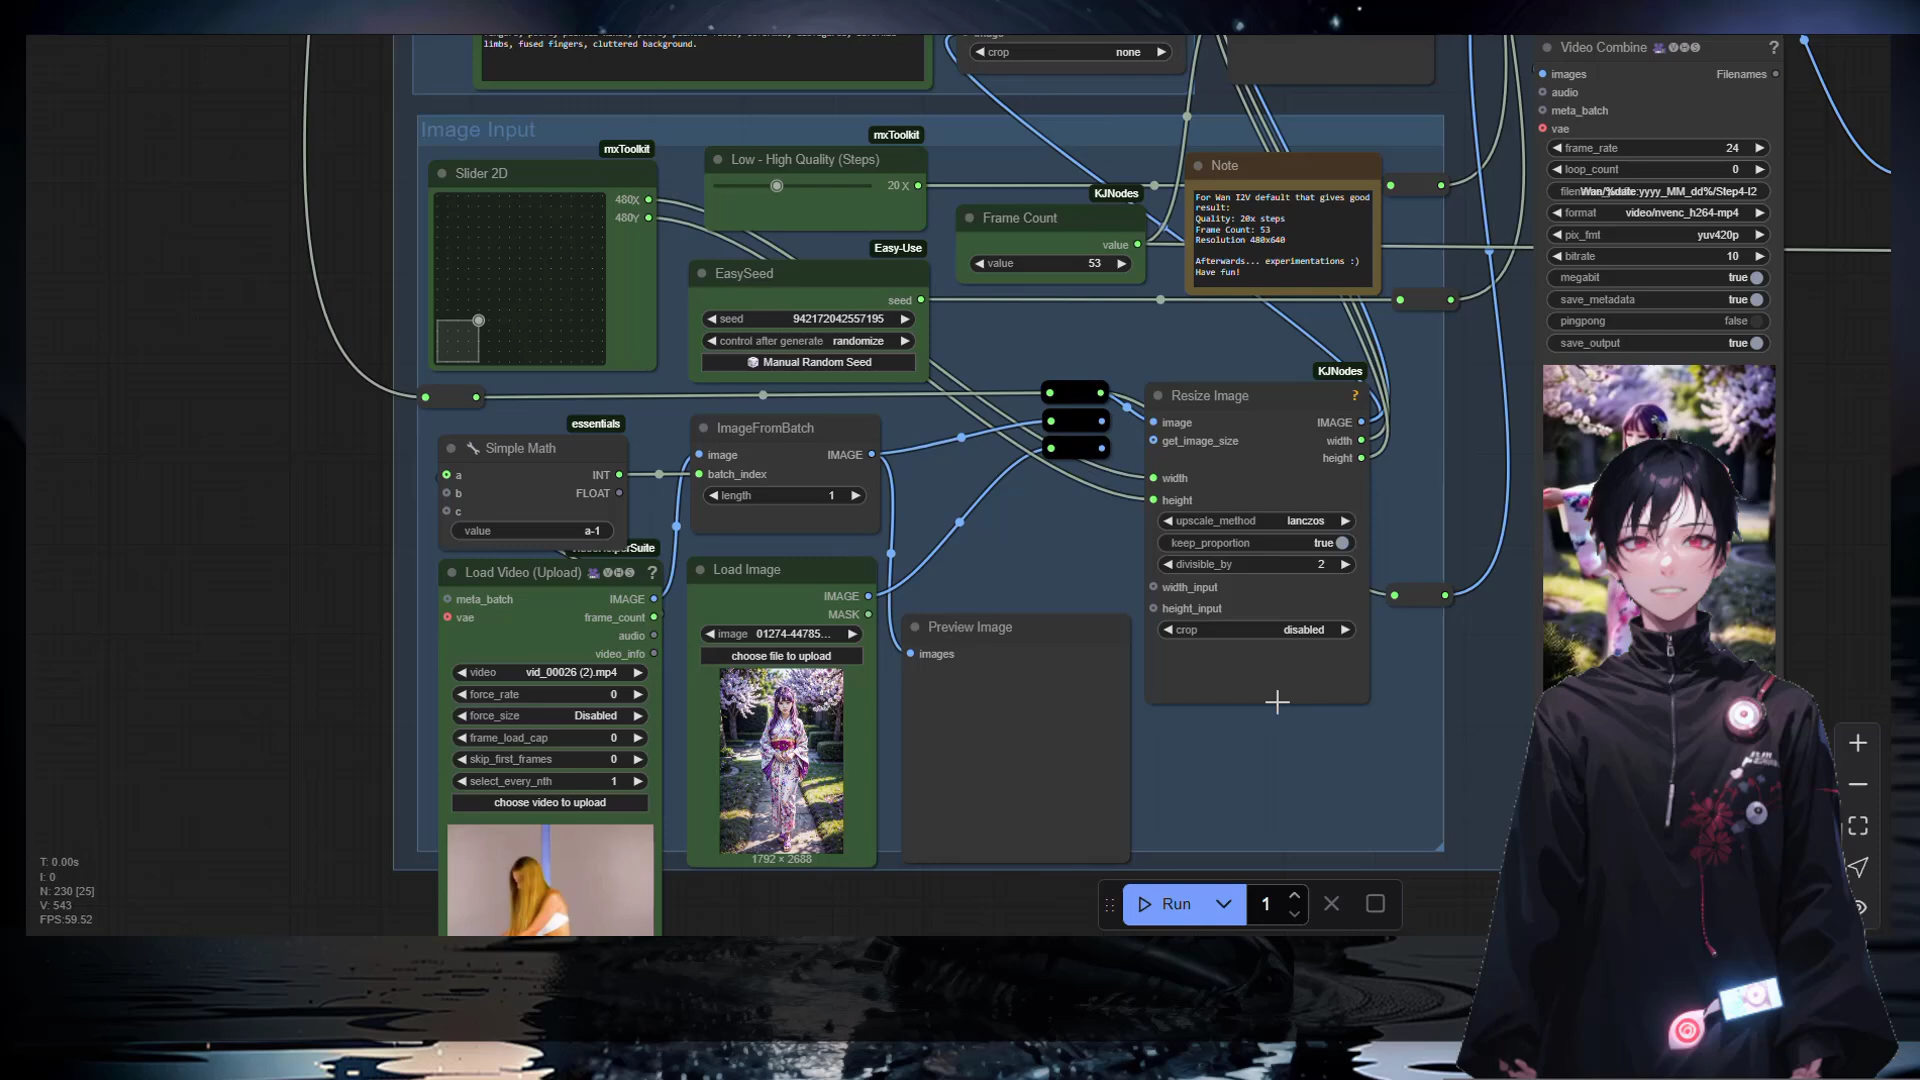 limbs, fused fingers, cluttered background.
crop none
Image Input
mxToolkit
Slider 2D
480X
480Y
mxToolkit
Low - High Quality (Steps)
20 X
KJNodes
Frame Count
value
value 53
Note
For Wan I2V default that gives good
result:
Quality: 20x steps
Frame Count: 53
Resolution 480x640
Afterwards... experimentations :)
Have fun!
Easy-Use
EasySeed
seed
seed 942172042557195
control after generate randomize
Manual Random Seed
essentials
Simple Math
a INT
b FLOAT
c
value a-1
ImageFromBatch
image IMAGE
batch_index
length 1
Load Video (Upload) VHS ?
meta_batch IMAGE
vae frame_count
audio
video_info
video vid_00026 (2).mp4
force_rate 0
force_size Disabled
frame_load_cap 0
skip_first_frames 0
select_every_nth 1
choose video to upload
Load Image
IMAGE
MASK
image 01274-44785...
choose file to upload
1792 × 2688
Preview Image
images
KJNodes
Resize Image ?
image IMAGE
get_image_size width
height
width
height
upscale_method lanczos
keep_proportion true
divisible_by 2
width_input
height_input
crop disabled
Video Combine VHS ?
images Filenames
audio
meta_batch
vae
frame_rate 24
loop_count 0
Wan/%date:yyyy_MM_dd%/Step4-I2
format video/nvenc_h264-mp4
pix_fmt yuv420p
bitrate 10
megabit true
save_metadata true
pingpong false
save_output true
T: 0.00s
I: 0
N: 230 [25]
V: 543
FPS:59.52
Run 1